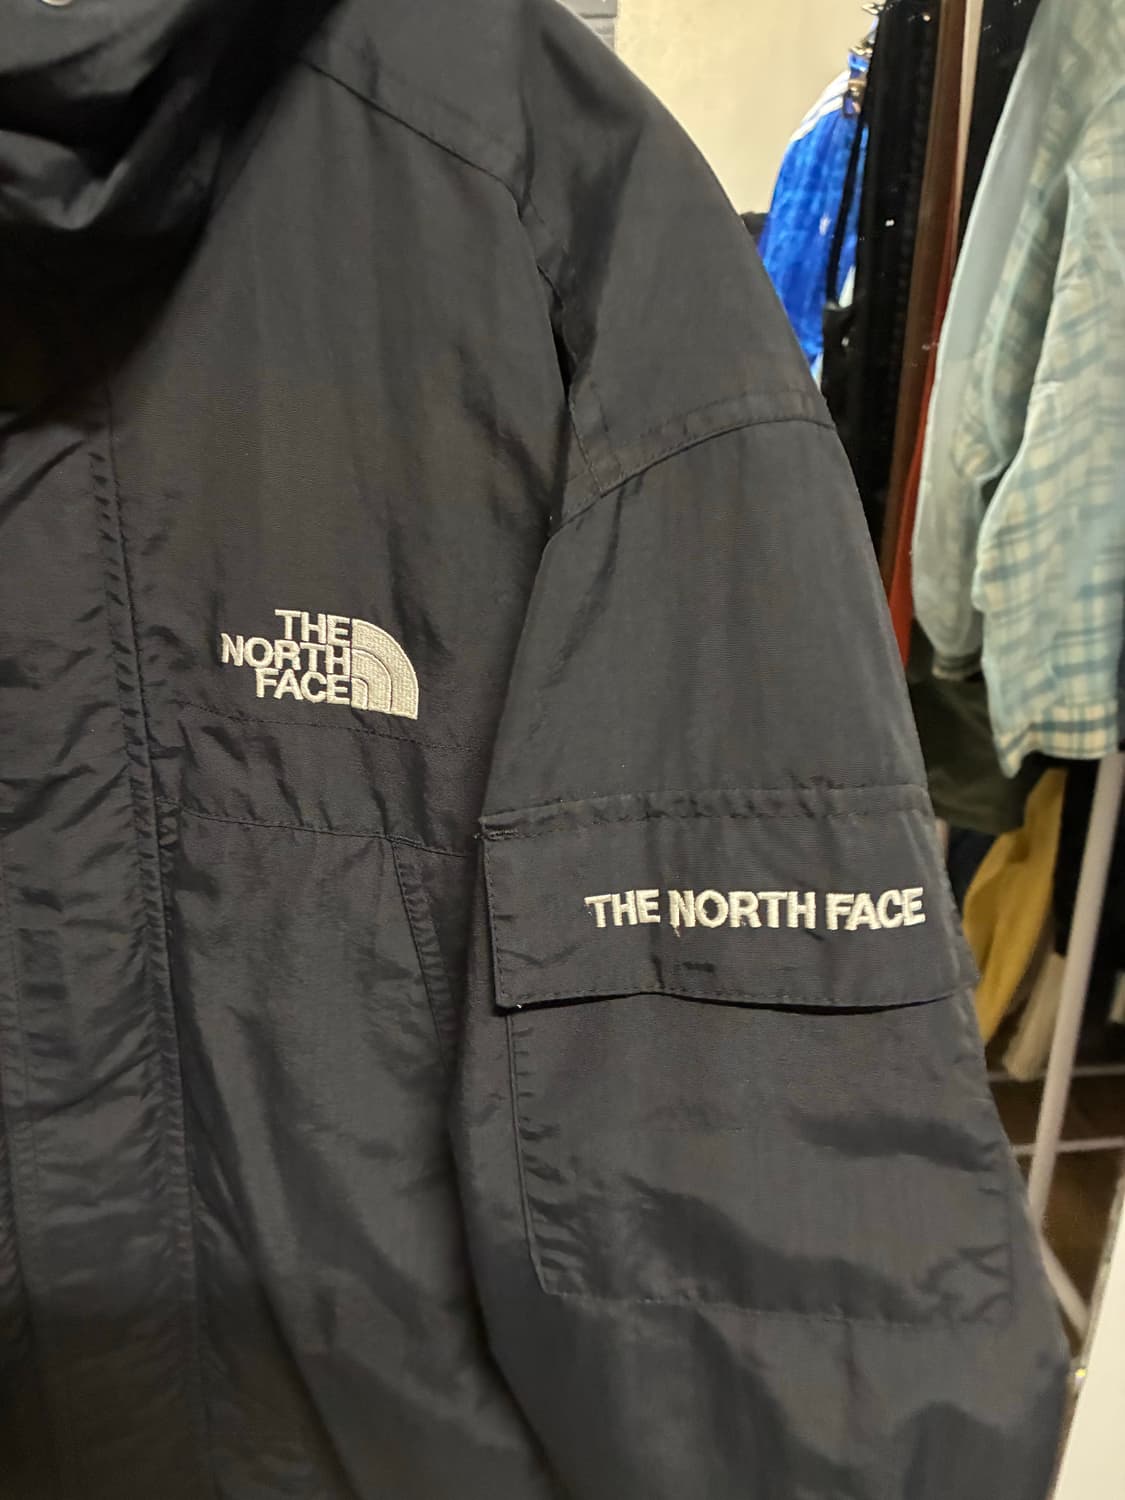 THE
NORTH
FACE
THE NORTH FACE